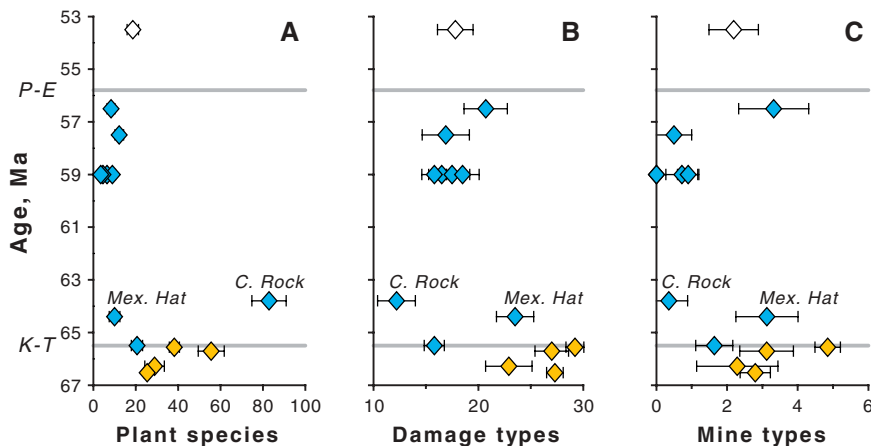 A
B
C
Age, Ma
53
55
P-E
57
59
61
63
65
K-T
67
Mex. Hat
C. Rock
C. Rock
Mex. Hat
C. Rock
Mex. Hat
0 20 40 60 80 100
10 20 30
0 2 4 6
Plant species
Damage types
Mine types